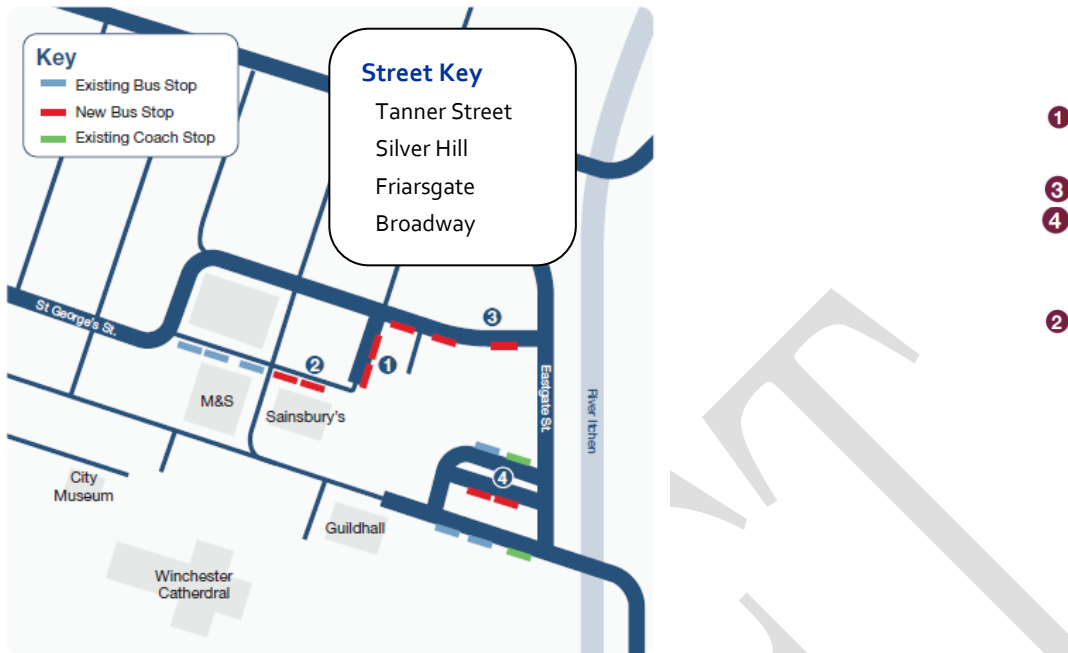 Key
Existing Bus Stop
New Bus Stop
Existing Coach Stop
Street Key
Tanner Street
Silver Hill
Friarsgate
Broadway
1
3
4
2
St George's St.
3
2
1
M&S
Sainsbury's
Eastgate St.
River Itchen
City
Museum
4
Guildhall
Winchester
Catherdral